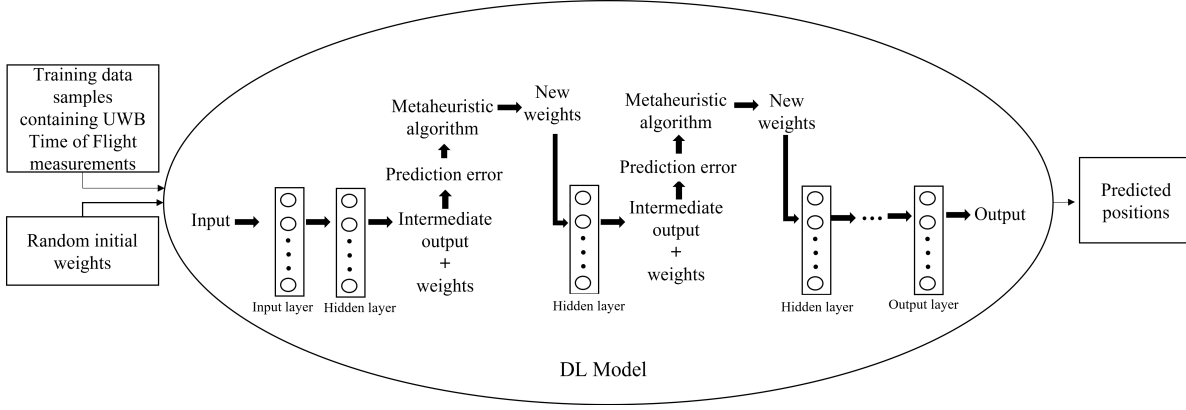 Training data
samples
containing UWB
Time of Flight
measurements
Random initial
weights
Input
Input layer
Hidden layer
Metaheuristic
algorithm
Prediction error
Intermediate
output
+
weights
New
weights
Hidden layer
Metaheuristic
algorithm
Prediction error
Intermediate
output
+
weights
New
weights
Hidden layer
Output layer
Output
DL Model
Predicted
positions